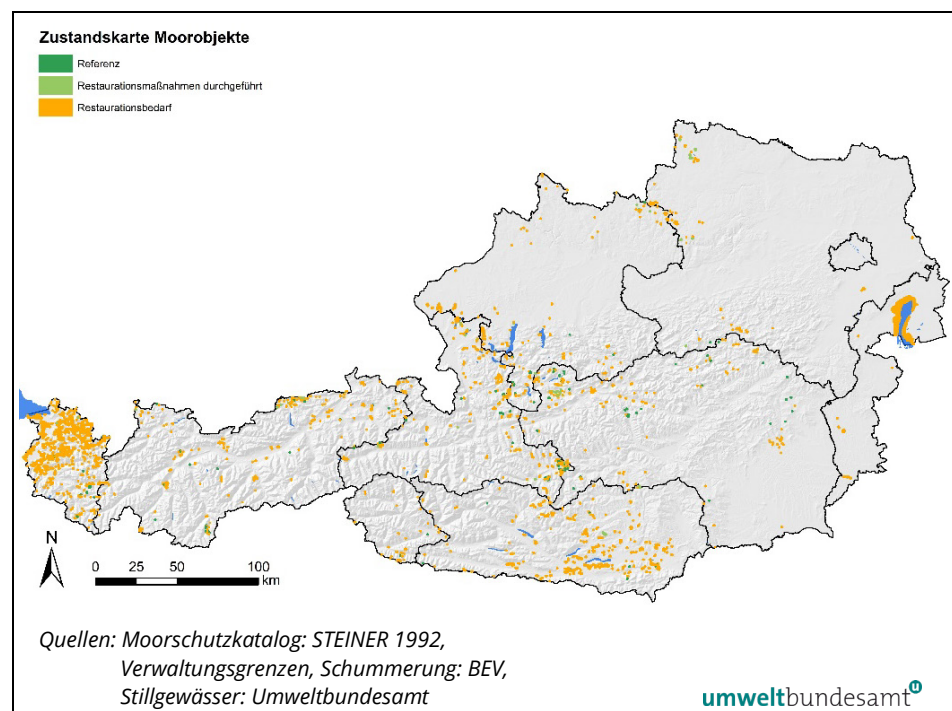 Zustandskarte Moorobjekte
Referenz
Restaurationsmaßnahmen durchgeführt
Restaurationsbedarf
N
0 25 50 100
km
Quellen: Moorschutzkatalog: STEINER 1992,
Verwaltungsgrenzen, Schummerung: BEV,
Stillgewässer: Umweltbundesamt
umweltbundesamt ᵘ